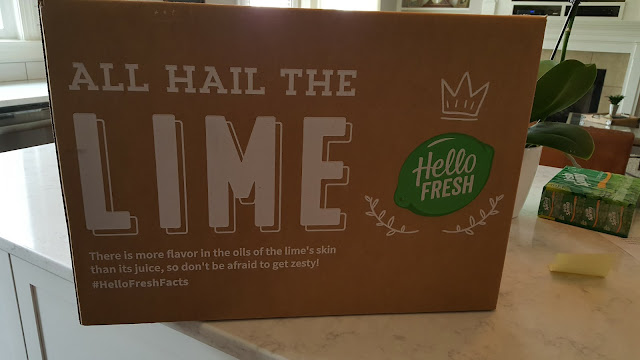 ALL HAIL THE
LIME
There is more flavor in the oils of the lime's skin
than its juice, so don't be afraid to get zesty!
#HelloFreshFacts
Hello
FRESH